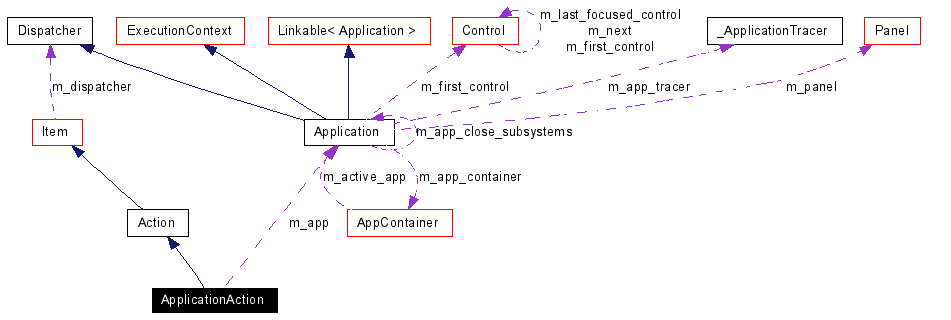 m_last_focused_control
Dispatcher
ExecutionContext
Linkable< Application >
Control
m_next
_ApplicationTracer
Panel
m_first_control
m_dispatcher
m_first_control
m_app_tracer
m_panel
Item
Application
m_app_close_subsystems
m_active_app
m_app_container
Action
m_app
AppContainer
ApplicationAction